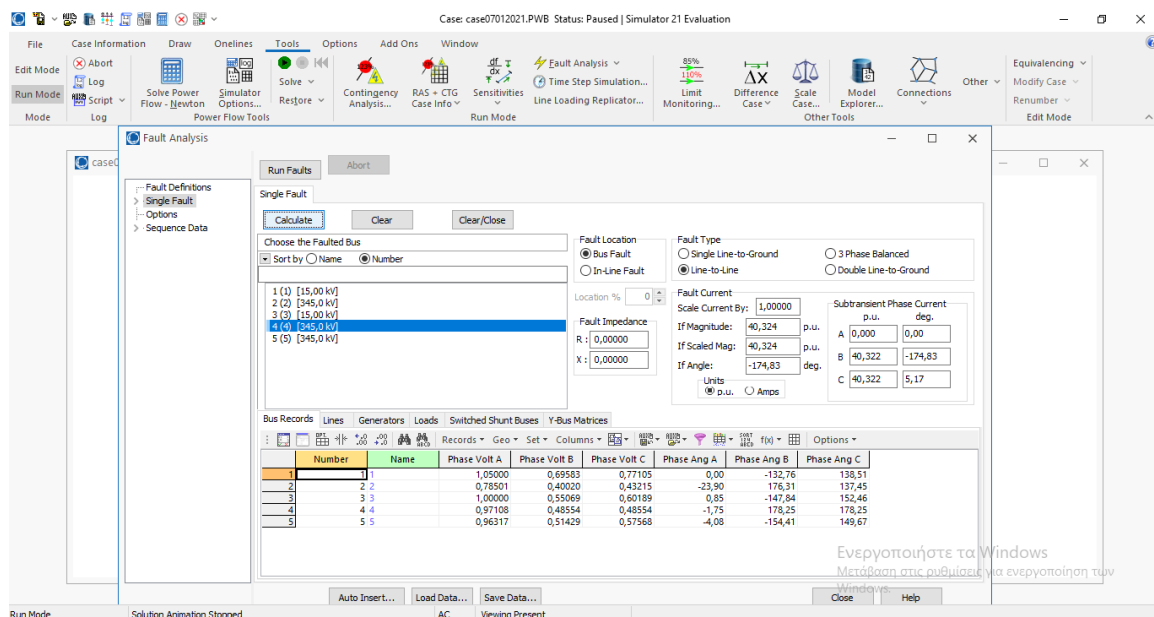 Case: case07012021.PWB Status: Paused | Simulator 21 Evaluation
File Case Information Draw Onelines Tools Options Add Ons Window
Edit Mode
Run Mode
Mode
Abort
Log
Script
Log
Solve Power
Flow - Newton
Simulator
Options...
Solve
Restore
Power Flow Tools
Contingency
Analysis...
RAS + CTG
Case Info
Sensitivities
Fault Analysis
Time Step Simulation...
Line Loading Replicator...
Run Mode
Limit
Monitoring...
Difference
Case
Scale
Case...
Model
Explorer...
Connections
Other
Other Tools
Equivalencing
Modify Case
Renumber
Edit Mode
Fault Analysis
Fault Definitions
Single Fault
Options
Sequence Data
Run Faults Abort
Single Fault
Calculate Clear Clear/Close
Choose the Faulted Bus
Sort by Name Number
1 (1) [15,00 kV]
2 (2) [345,0 kV]
3 (3) [15,00 kV]
4 (4) [345,0 kV]
5 (5) [345,0 kV]
Fault Location
Bus Fault
In-Line Fault
Location % 0
Fault Impedance
R : 0,00000
X : 0,00000
Fault Type
Single Line-to-Ground 3 Phase Balanced
Line-to-Line Double Line-to-Ground
Fault Current
Scale Current By: 1,00000
If Magnitude: 40,324 p.u.
If Scaled Mag: 40,324 p.u.
If Angle: -174,83 deg.
Units
p.u. Amps
Subtransient Phase Current
p.u. deg.
A 0,000 0,00
B 40,322 -174,83
C 40,322 5,17
Bus Records Lines Generators Loads Switched Shunt Buses Y-Bus Matrices
Records Geo Set Columns f(x) Options
Number Name Phase Volt A Phase Volt B Phase Volt C Phase Ang A Phase Ang B Phase Ang C
1 1 1 1,05000 0,69583 0,77105 0,00 -132,76 138,51
2 2 2 0,78501 0,40020 0,43215 -23,90 176,31 137,45
3 3 3 1,00000 0,55069 0,60189 0,85 -147,84 152,46
4 4 4 0,97108 0,48554 0,48554 -1,75 178,25 178,25
5 5 5 0,96317 0,51429 0,57568 -4,08 -154,41 149,67
Ενεργοποιήστε τα Windows
Μετάβαση στις ρυθμίσεις για ενεργοποίηση των
Windows.
Auto Insert... Load Data... Save Data... Close Help
Run Mode Solution Animation Stopped AC Viewing Present